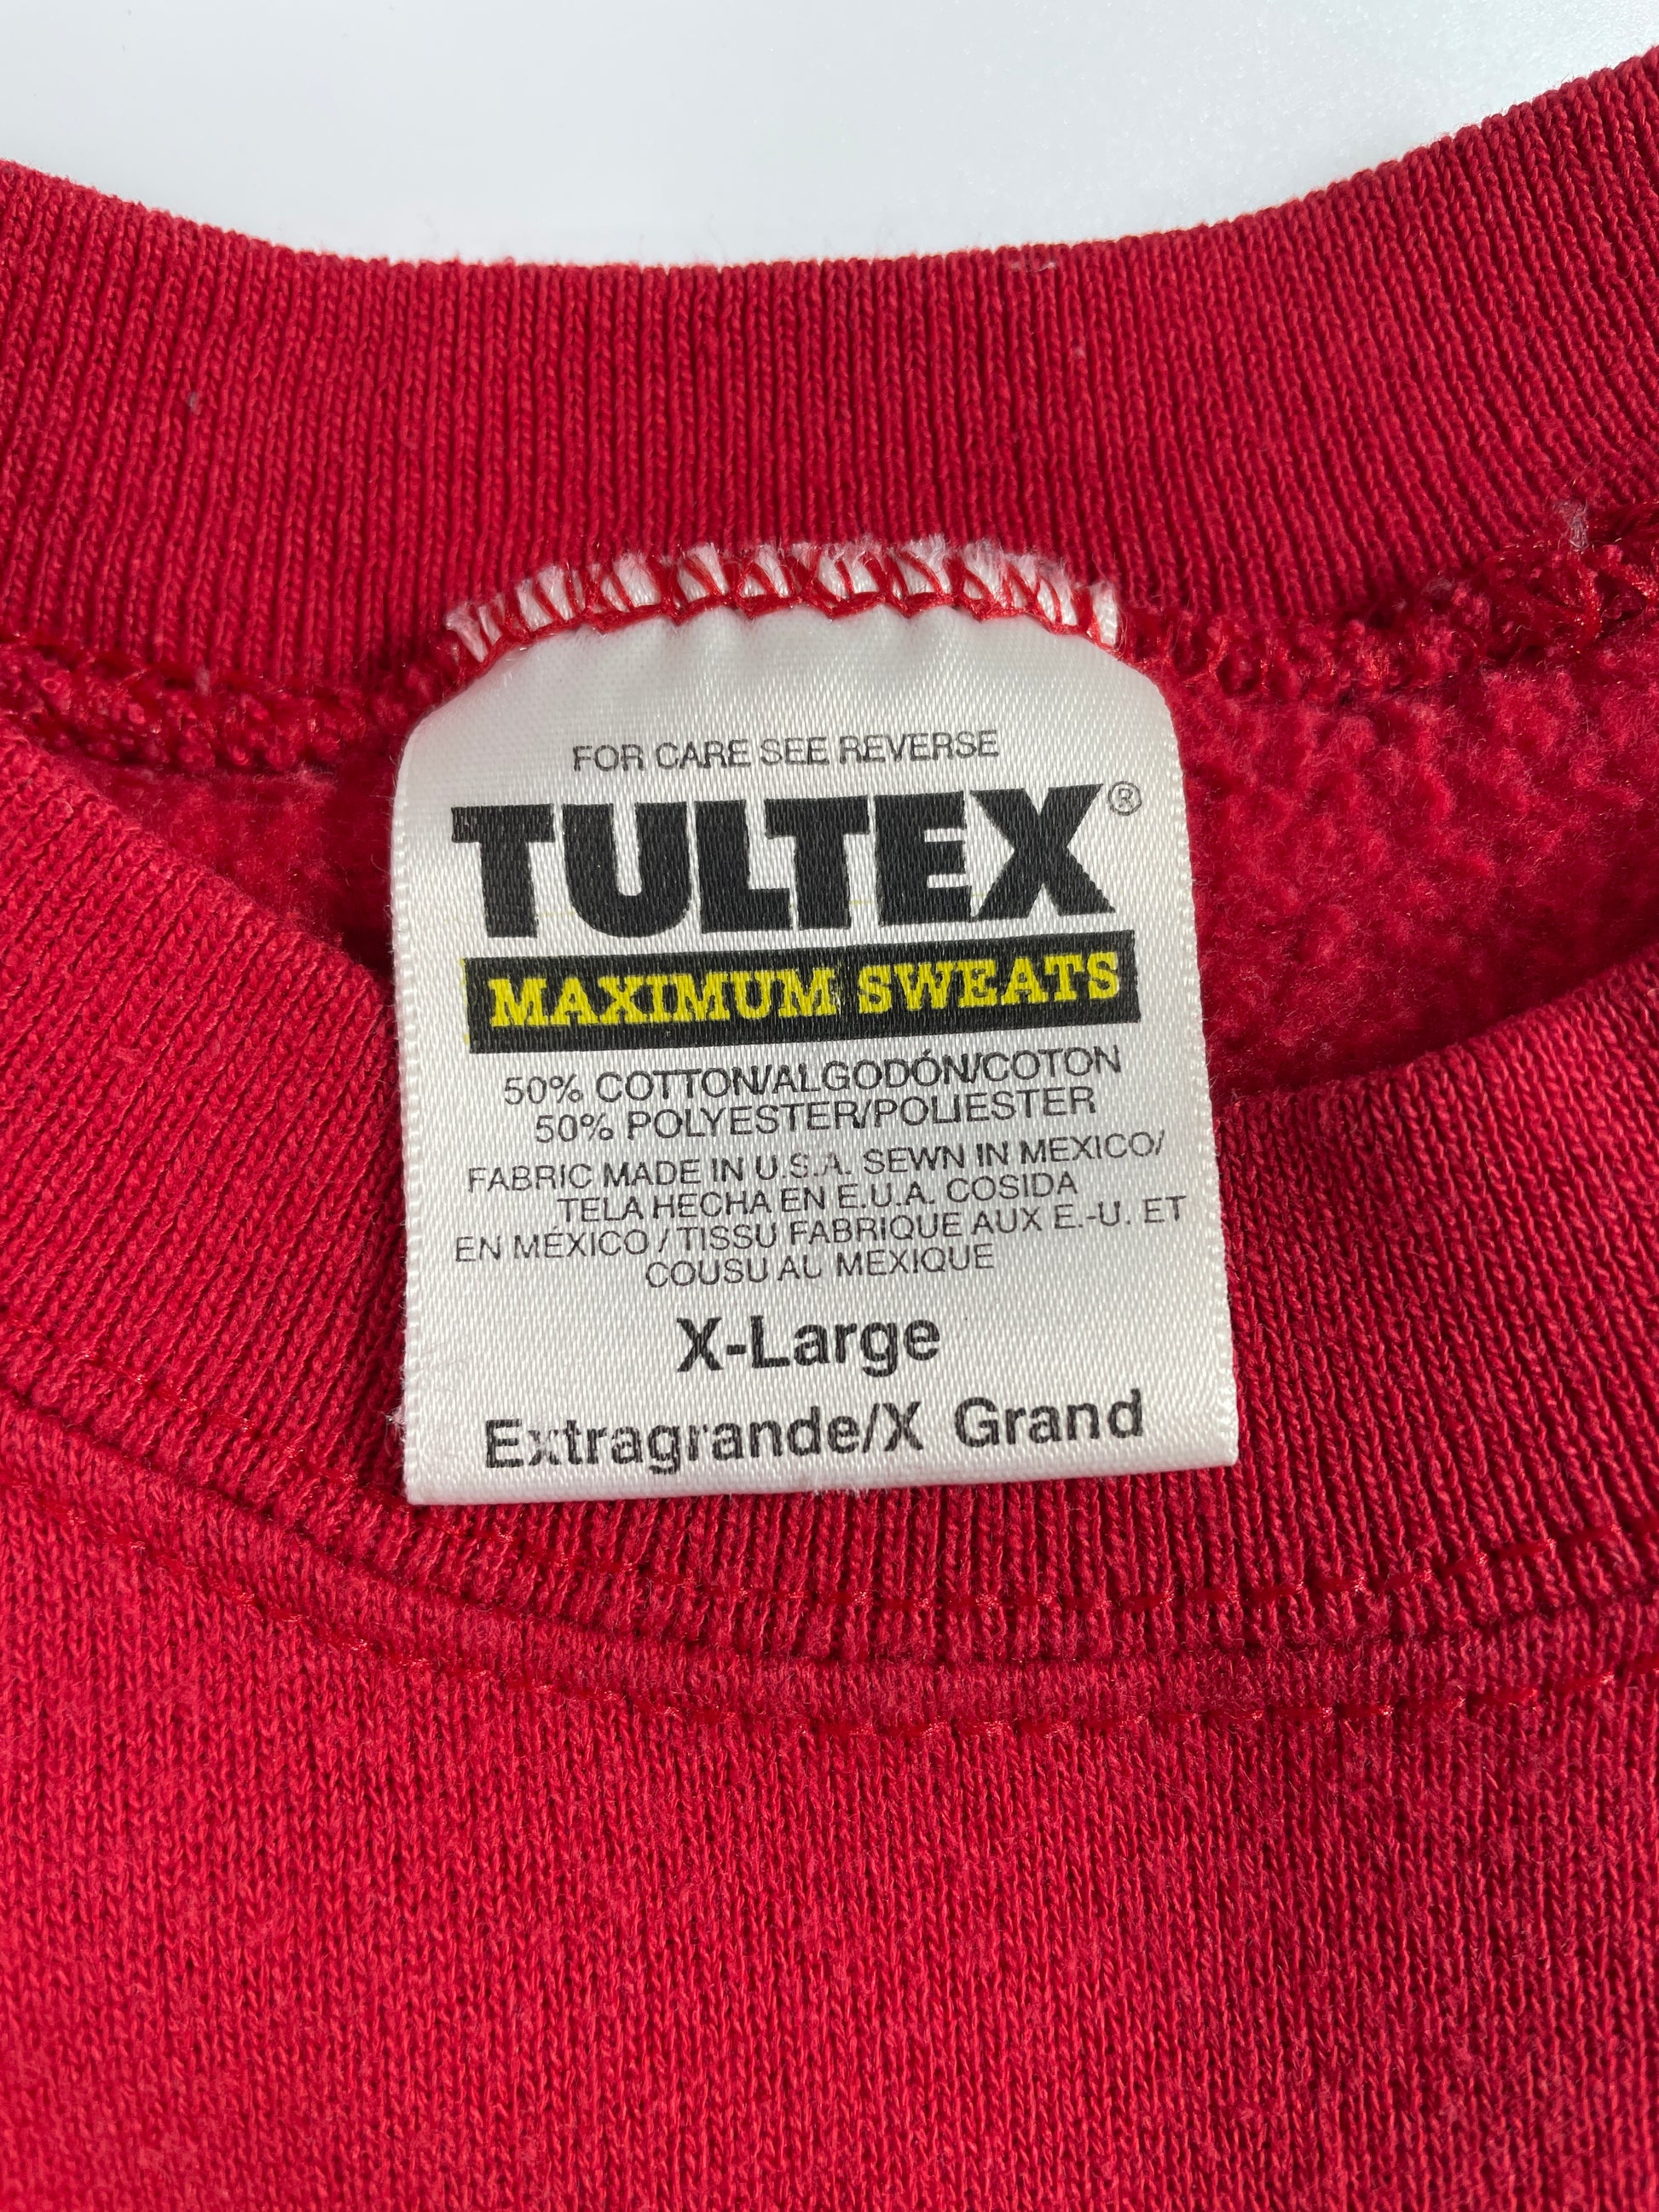 FOR CARE SEE REVERSE
TULTEX®
MAXIMUM SWEATS
50% COTTON/ALGODÓN/COTON
50% POLYESTER/POLIESTER
FABRIC MADE IN U.S.A. SEWN IN MEXICO/
TELA HECHA EN E.U.A. COSIDA
EN MÉXICO / TISSU FABRIQUE AUX E.-U. ET
COUSU AU MEXIQUE
X-Large
Extragrande/X Grand